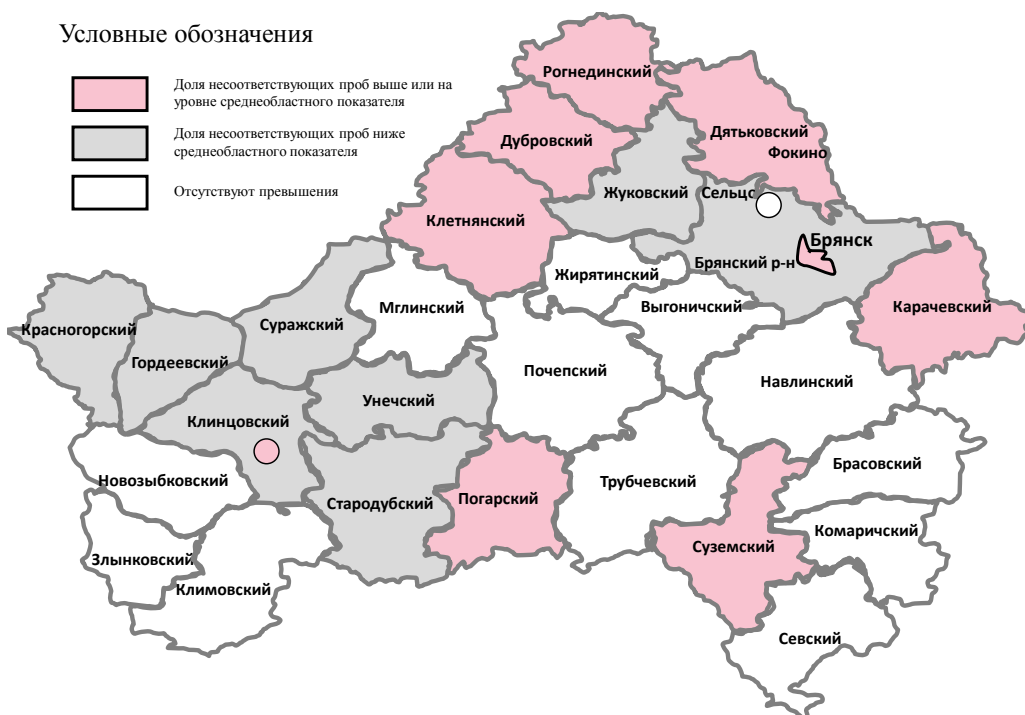 Условные обозначения
Доля несоответствующих проб выше или на
уровне среднеобластного показателя
Доля несоответствующих проб ниже
среднеобластного показателя
Отсутствуют превышения
Рогнединский
Дятьковский
Фокино
Дубровский
Жуковский
Сельцо
Клетнянский
Брянск
Брянский р-н
Жирятинский
Выгоничский
Карачевский
Мглинский
Суражский
Красногорский
Гордеевский
Почепский
Навлинский
Унечский
Клинцовский
Новозыбковский
Стародубский
Погарский
Трубчевский
Брасовский
Комаричский
Суземский
Злынковский
Климовский
Севский